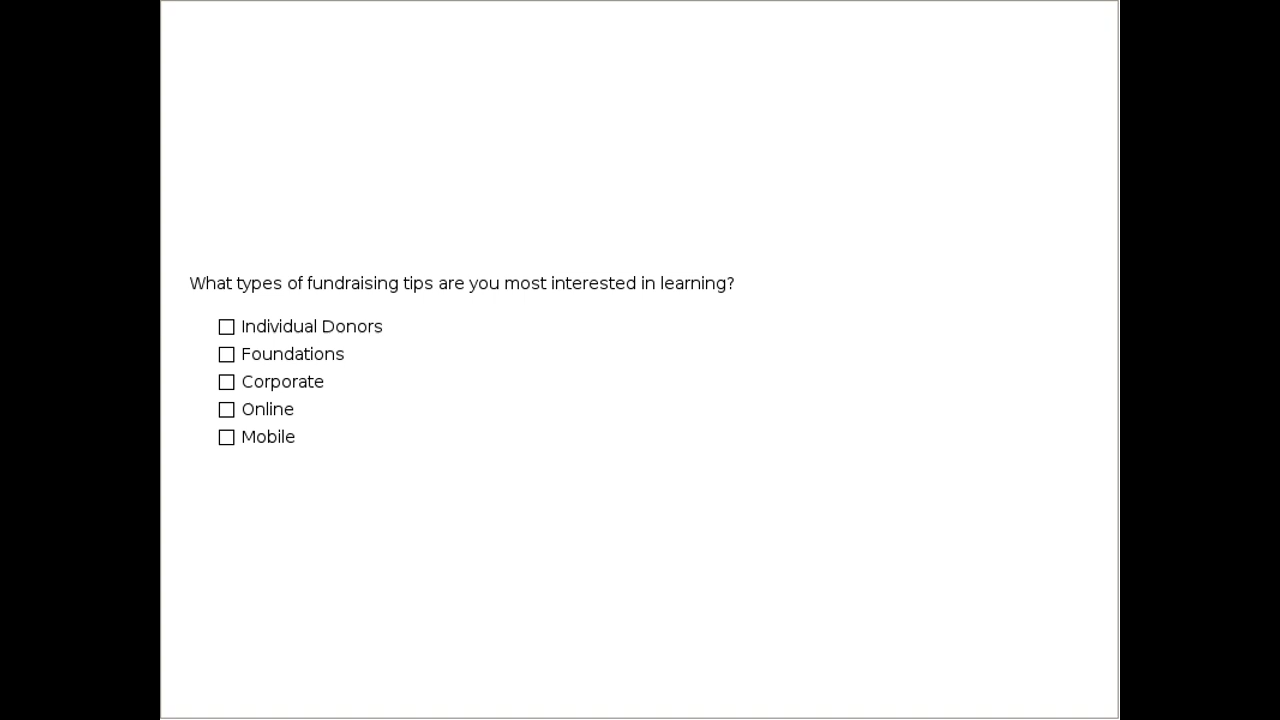 What types of fundraising tips are you most interested in learning?
Individual Donors
Foundations
Corporate
Online
Mobile